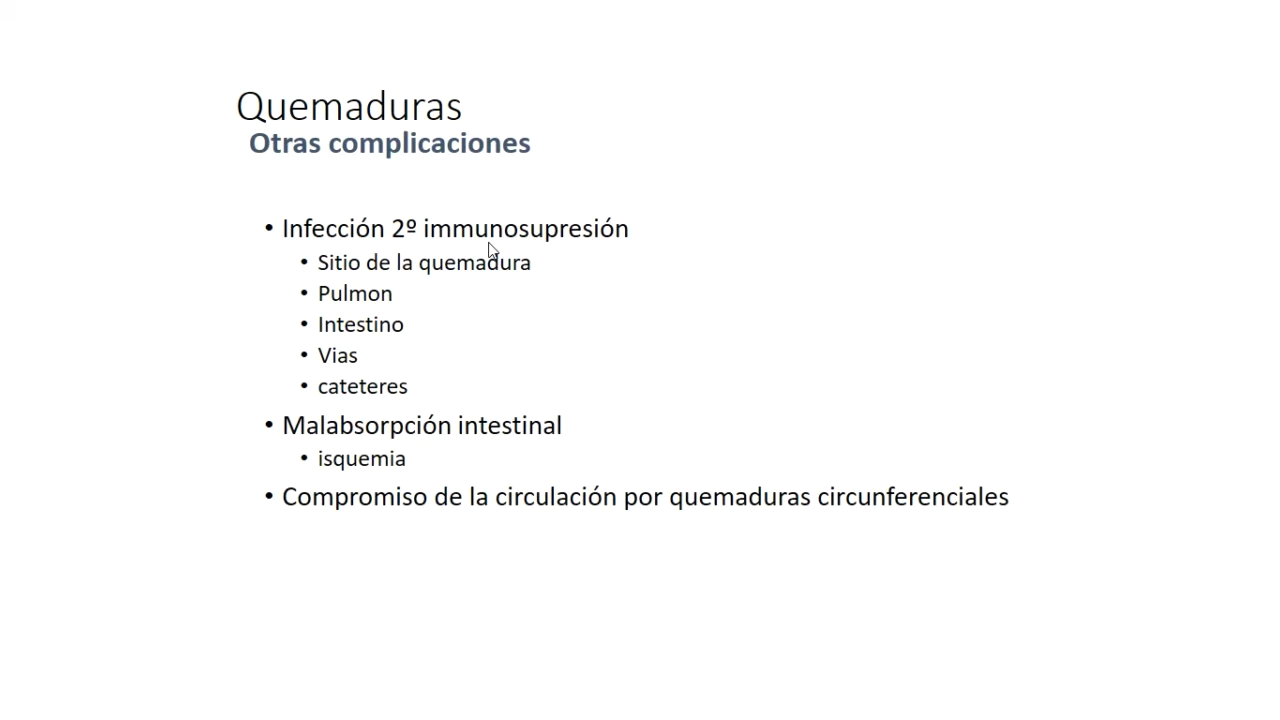 Quemaduras
Otras complicaciones
• Infección 2º immunosupresión
• Sitio de la quemadura
• Pulmon
• Intestino
• Vias
• cateteres
• Malabsorpción intestinal
• isquemia
• Compromiso de la circulación por quemaduras circunferenciales